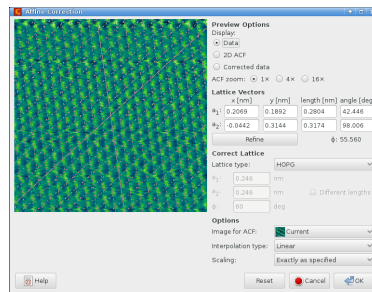 Affine Correction
Preview Options
Display:
Data
2D ACF
Corrected data
ACF zoom: 1× 4× 16×
Lattice Vectors
x [nm] y [nm] length [nm] angle [deg
a1: 0.2069 0.1892 0.2804 42.446
a2: -0.0442 0.3144 0.3174 98.006
Refine ϕ: 55.560
Correct Lattice
Lattice type: HOPG
a1: 0.246 nm
a2: 0.246 nm Different lengths
ϕ: 60 deg
Options
Image for ACF: Current
Interpolation type: Linear
Scaling: Exactly as specified
Help Reset Cancel OK